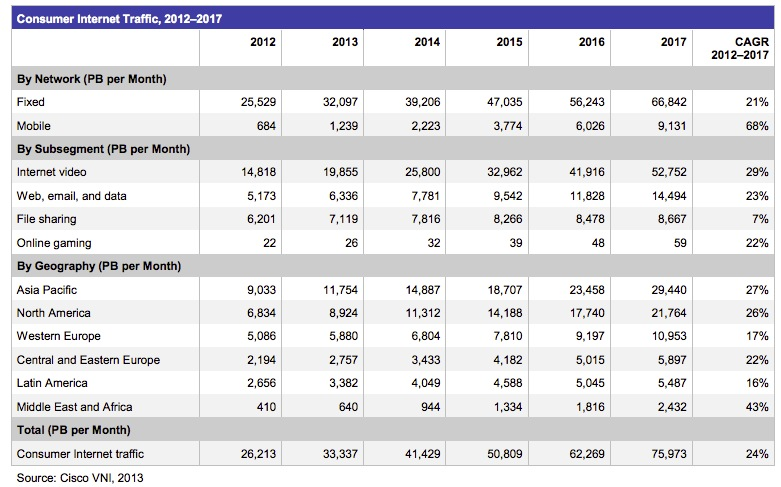 Consumer Internet Traffic, 2012–2017
2012 2013 2014 2015 2016 2017 CAGR
2012–2017
By Network (PB per Month)
Fixed 25,529 32,097 39,206 47,035 56,243 66,842 21%
Mobile 684 1,239 2,223 3,774 6,026 9,131 68%
By Subsegment (PB per Month)
Internet video 14,818 19,855 25,800 32,962 41,916 52,752 29%
Web, email, and data 5,173 6,336 7,781 9,542 11,828 14,494 23%
File sharing 6,201 7,119 7,816 8,266 8,478 8,667 7%
Online gaming 22 26 32 39 48 59 22%
By Geography (PB per Month)
Asia Pacific 9,033 11,754 14,887 18,707 23,458 29,440 27%
North America 6,834 8,924 11,312 14,188 17,740 21,764 26%
Western Europe 5,086 5,880 6,804 7,810 9,197 10,953 17%
Central and Eastern Europe 2,194 2,757 3,433 4,182 5,015 5,897 22%
Latin America 2,656 3,382 4,049 4,588 5,045 5,487 16%
Middle East and Africa 410 640 944 1,334 1,816 2,432 43%
Total (PB per Month)
Consumer Internet traffic 26,213 33,337 41,429 50,809 62,269 75,973 24%
Source: Cisco VNI, 2013